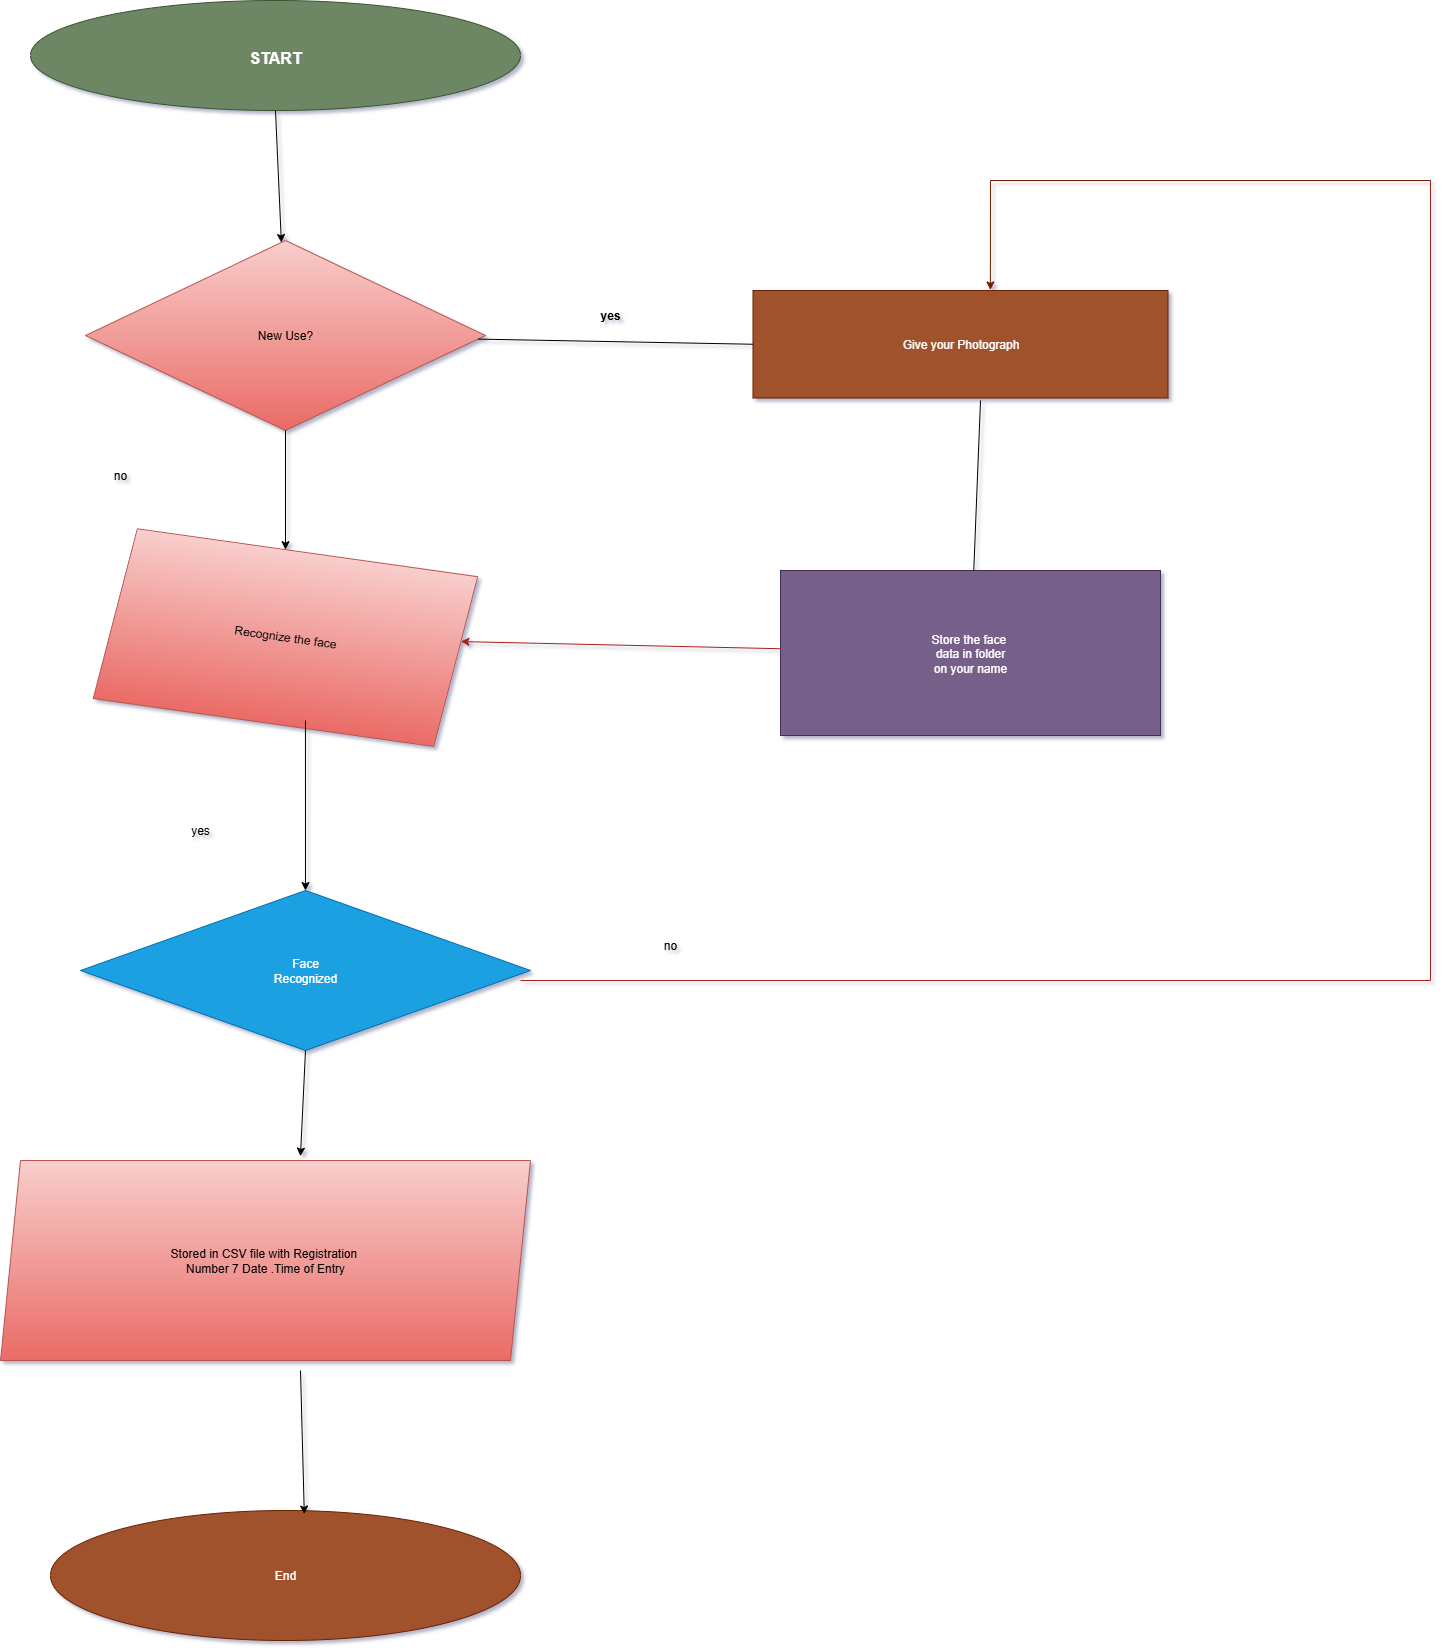 START
New Use?
yes
Give your Photograph
no
Recognize the face
Store the face
data in folder
on your name
yes
Face
Recognized
no
Stored in CSV file with Registration
Number 7 Date .Time of Entry
End